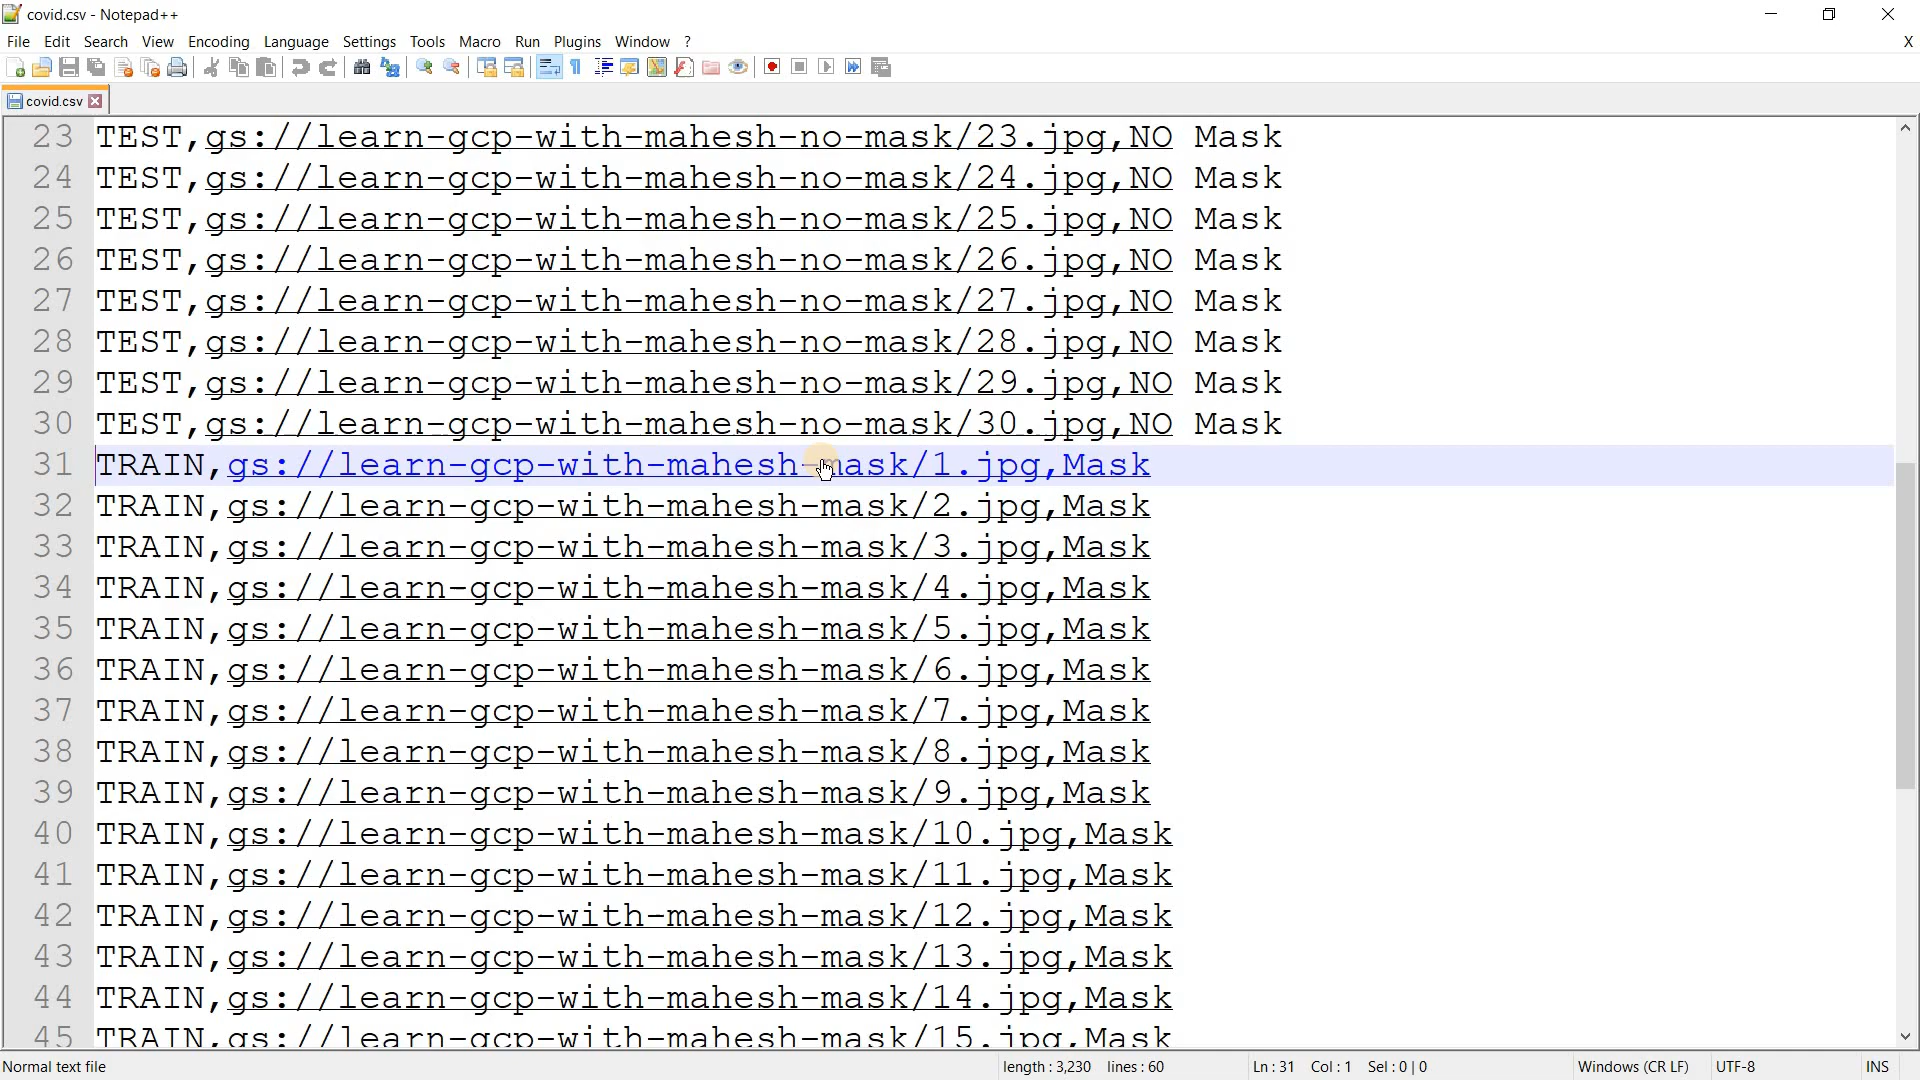 covid.csv - Notepad++
File Edit Search View Encoding Language Settings Tools Macro Run Plugins Window ? X
covid.csv
23 TEST,gs://learn-gcp-with-mahesh-no-mask/23.jpg,NO Mask
24 TEST,gs://learn-gcp-with-mahesh-no-mask/24.jpg,NO Mask
25 TEST,gs://learn-gcp-with-mahesh-no-mask/25.jpg,NO Mask
26 TEST,gs://learn-gcp-with-mahesh-no-mask/26.jpg,NO Mask
27 TEST,gs://learn-gcp-with-mahesh-no-mask/27.jpg,NO Mask
28 TEST,gs://learn-gcp-with-mahesh-no-mask/28.jpg,NO Mask
29 TEST,gs://learn-gcp-with-mahesh-no-mask/29.jpg,NO Mask
30 TEST,gs://learn-gcp-with-mahesh-no-mask/30.jpg,NO Mask
31 TRAIN,gs://learn-gcp-with-mahesh-mask/1.jpg,Mask
32 TRAIN,gs://learn-gcp-with-mahesh-mask/2.jpg,Mask
33 TRAIN,gs://learn-gcp-with-mahesh-mask/3.jpg,Mask
34 TRAIN,gs://learn-gcp-with-mahesh-mask/4.jpg,Mask
35 TRAIN,gs://learn-gcp-with-mahesh-mask/5.jpg,Mask
36 TRAIN,gs://learn-gcp-with-mahesh-mask/6.jpg,Mask
37 TRAIN,gs://learn-gcp-with-mahesh-mask/7.jpg,Mask
38 TRAIN,gs://learn-gcp-with-mahesh-mask/8.jpg,Mask
39 TRAIN,gs://learn-gcp-with-mahesh-mask/9.jpg,Mask
40 TRAIN,gs://learn-gcp-with-mahesh-mask/10.jpg,Mask
41 TRAIN,gs://learn-gcp-with-mahesh-mask/11.jpg,Mask
42 TRAIN,gs://learn-gcp-with-mahesh-mask/12.jpg,Mask
43 TRAIN,gs://learn-gcp-with-mahesh-mask/13.jpg,Mask
44 TRAIN,gs://learn-gcp-with-mahesh-mask/14.jpg,Mask
45 TRAIN,gs://learn-gcp-with-mahesh-mask/15.jpg,Mask
Normal text file length : 3,230 lines : 60 Ln : 31 Col : 1 Sel : 0 | 0 Windows (CR LF) UTF-8 INS